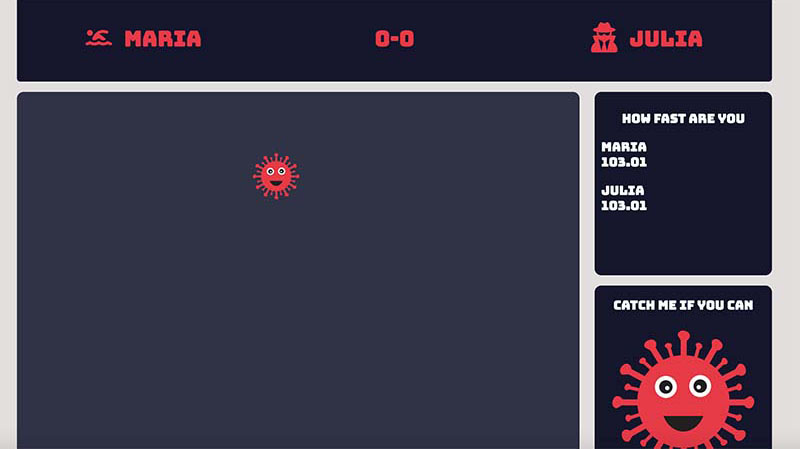 MARIA
0-0
JULIA
HOW FAST ARE YOU
MARIA
103.01
JULIA
103.01
CATCH ME IF YOU CAN